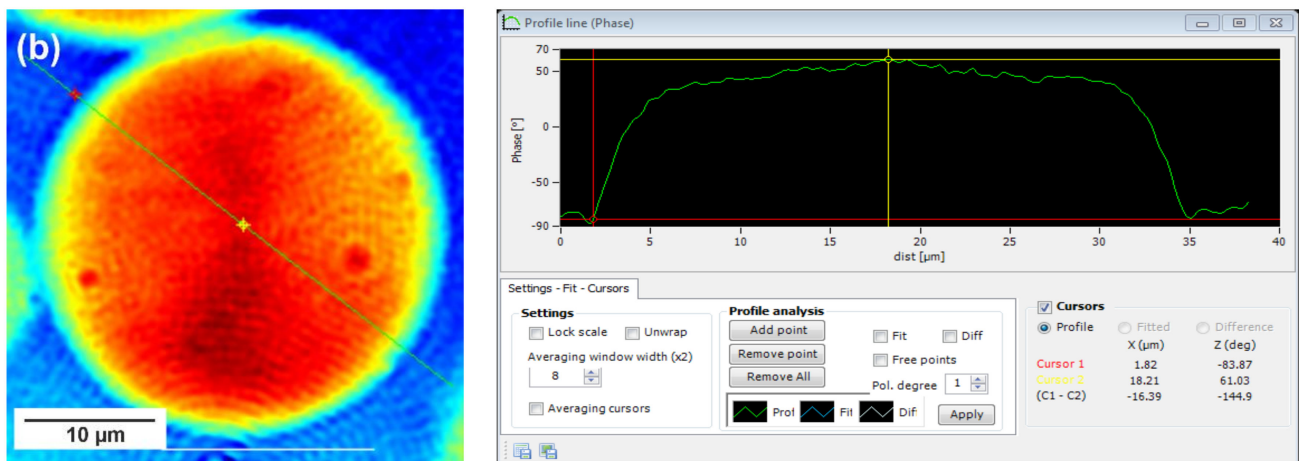 (b)
10 µm
Profile line (Phase)
70
50
0
-50
-90
Phase [º]
0 5 10 15 20 25 30 35 40
dist [µm]
Settings - Fit - Cursors
Settings
Lock scale Unwrap
Averaging window width (x2)
8
Averaging cursors
Profile analysis
Add point
Remove point
Remove All
Fit Diff
Free points
Pol. degree 1
Prof Fit Dif
Apply
Cursors
Profile Fitted Difference
X (µm) Z (deg)
Cursor 1 1.82 -83.87
Cursor 2 18.21 61.03
(C1 - C2) -16.39 -144.9